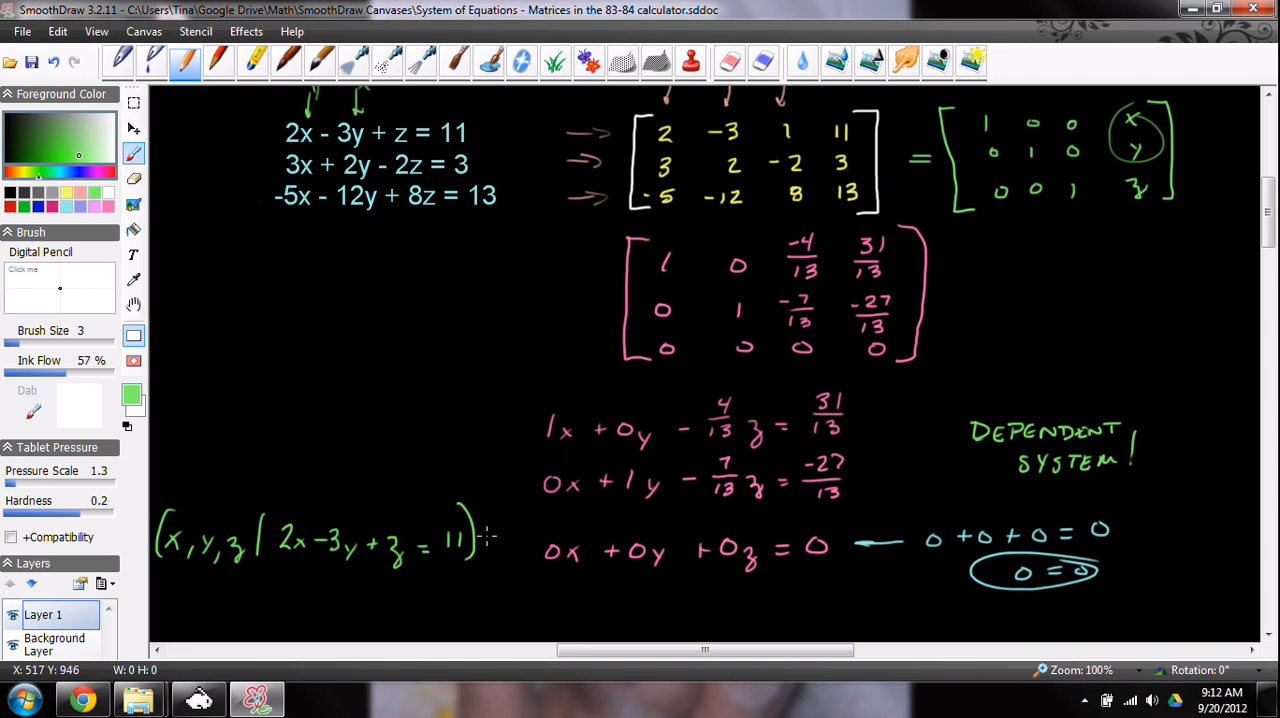 SmoothDraw 3.2.11 - C:\Users\Tina\Google Drive\Math\SmoothDraw Canvases\System of Equations - Matrices in the 83-84 calculator.sddoc
File Edit View Canvas Stencil Effects Help
Foreground Color
Brush
Digital Pencil
Click me
Brush Size 3
Ink Flow 57 %
Dab
Tablet Pressure
Pressure Scale 1.3
Hardness 0.2
+Compatibility
Layers
Layer 1
Background
Layer
2x - 3y + z = 11
3x + 2y - 2z = 3
-5x - 12y + 8z = 13
2 -3 1 11
3 2 -2 3
-5 -12 8 13
=
1 0 0 x
0 1 0 y
0 0 1 z
1 0 -4/13 31/13
0 1 -7/13 -27/13
0 0 0 0
1x + 0y - 4/13 z = 31/13
0x + 1y - 7/13 z = -27/13
0x + 0y + 0z = 0
DEPENDENT
SYSTEM!
0 + 0 + 0 = 0
0 = 0
(x, y, z | 2x - 3y + z = 11)
X: 517 Y: 946 W: 0 H: 0 Zoom: 100% Rotation: 0°
9:12 AM
9/20/2012